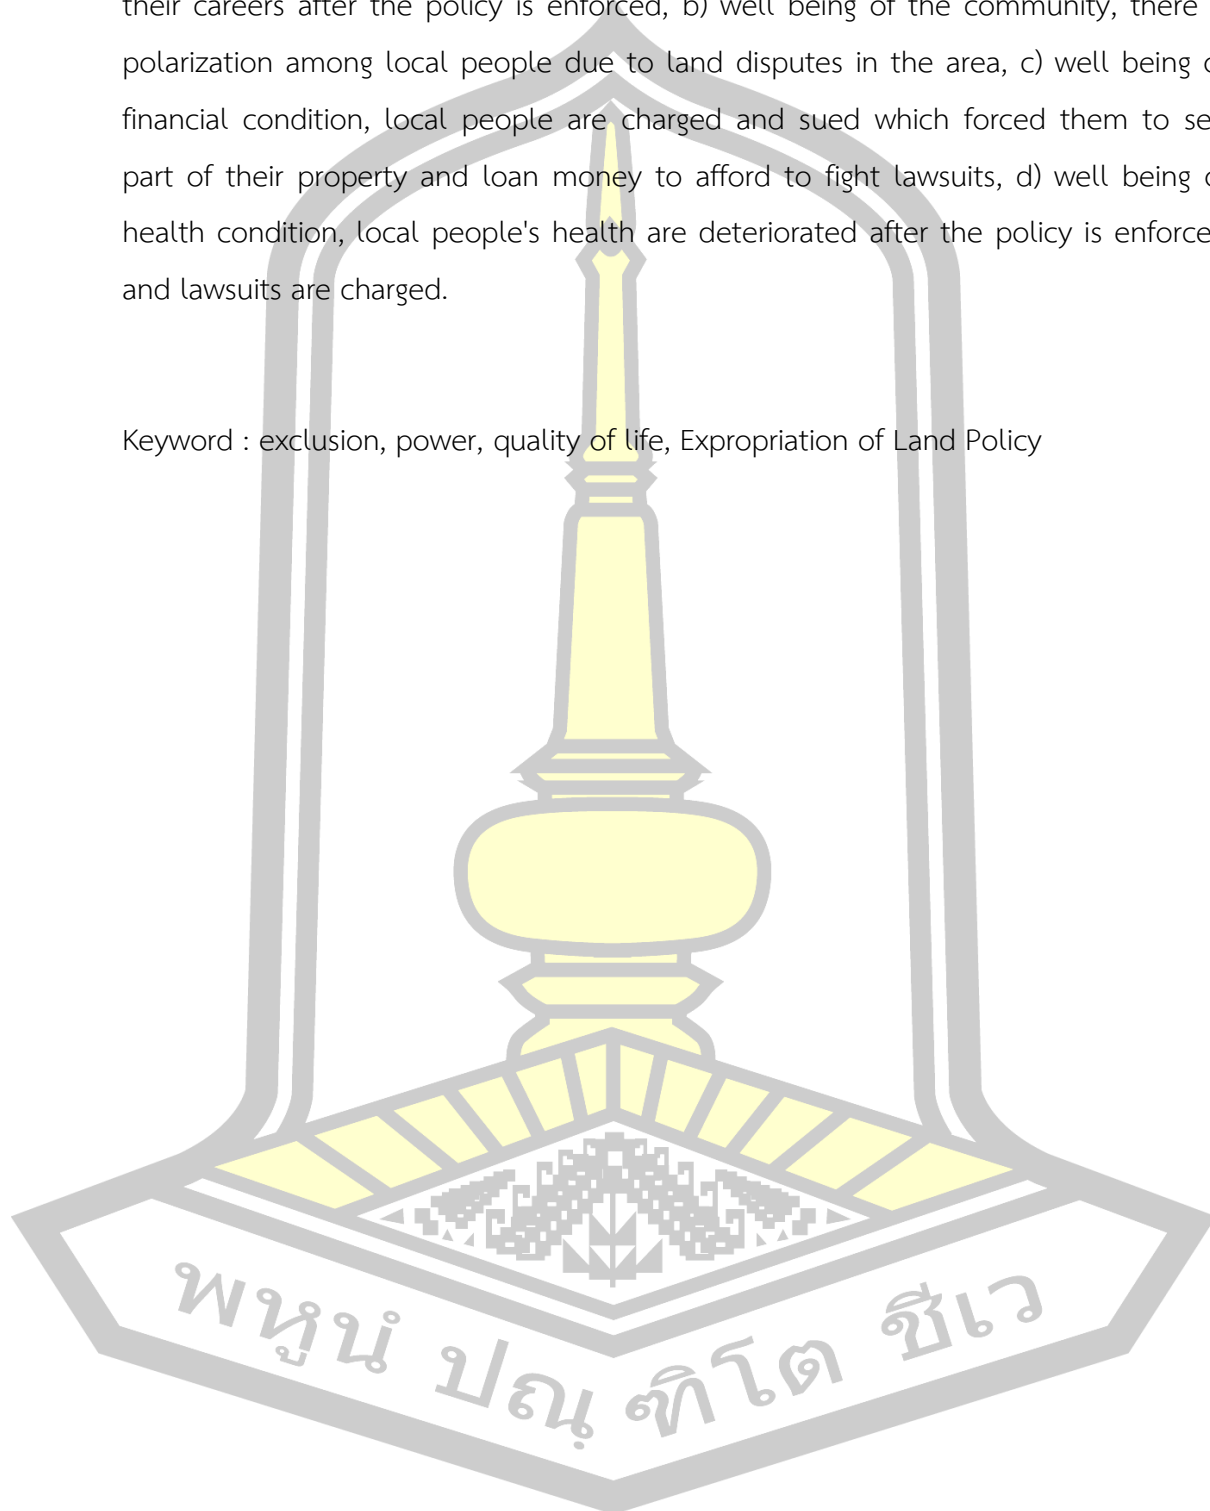 their careers after the policy is enforced, b) well being of the community, there
polarization among local people due to land disputes in the area, c) well being
financial condition, local people are charged and sued which forced them to
part of their property and loan money to afford to fight lawsuits, d) well being
health condition, local people's health are deteriorated after the policy is
and lawsuits are charged.
Keyword : exclusion, power, quality of life, Expropriation of Land Policy
พหูนํ ปณฺฑิโต ชีเว